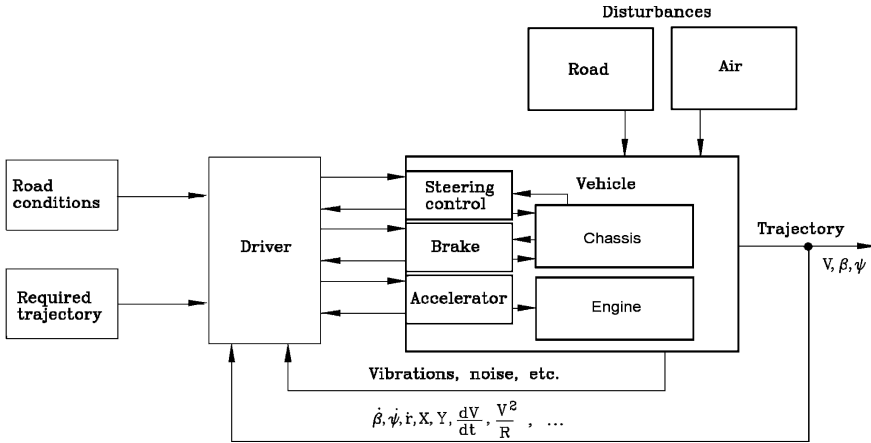 Disturbances
Road
Air
Road
conditions
Required
trajectory
Driver
Steering
control
Brake
Accelerator
Vehicle
Chassis
Engine
Trajectory
V, β, ψ
Vibrations, noise, etc.
β̇, ψ̇, ṙ, X, Y, dV/dt, V²/R , ...